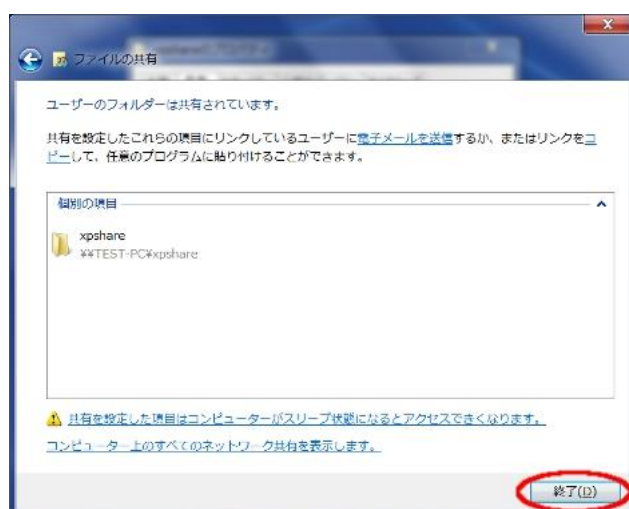 ファイルの共有
ユーザーのフォルダーは共有されています。
共有を設定したこれらの項目にリンクしているユーザーに電子メールを送信するか、またはリンクをコ
ピーして、任意のプログラムに貼り付けることができます。
個別の項目
xpshare
¥¥TEST-PC¥xpshare
共有を設定した項目はコンピューターがスリープ状態になるとアクセスできくなります。
コンピューター上のすべてのネットワーク共有を表示します。
終了(D)